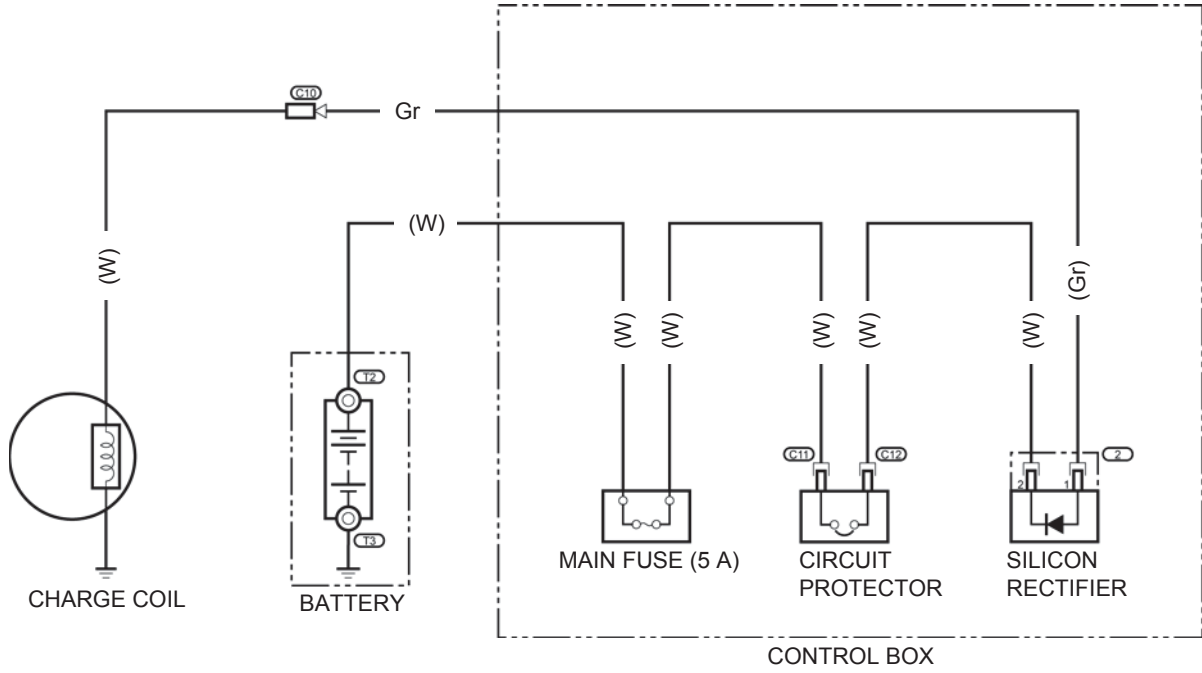 C10
Gr
(W)
(W)
(Gr)
(W)
(W)
(W)
(W)
(W)
T2
C11
C12
2
2
1
T3
MAIN FUSE (5 A)
CIRCUIT
PROTECTOR
SILICON
RECTIFIER
CHARGE COIL
BATTERY
CONTROL BOX